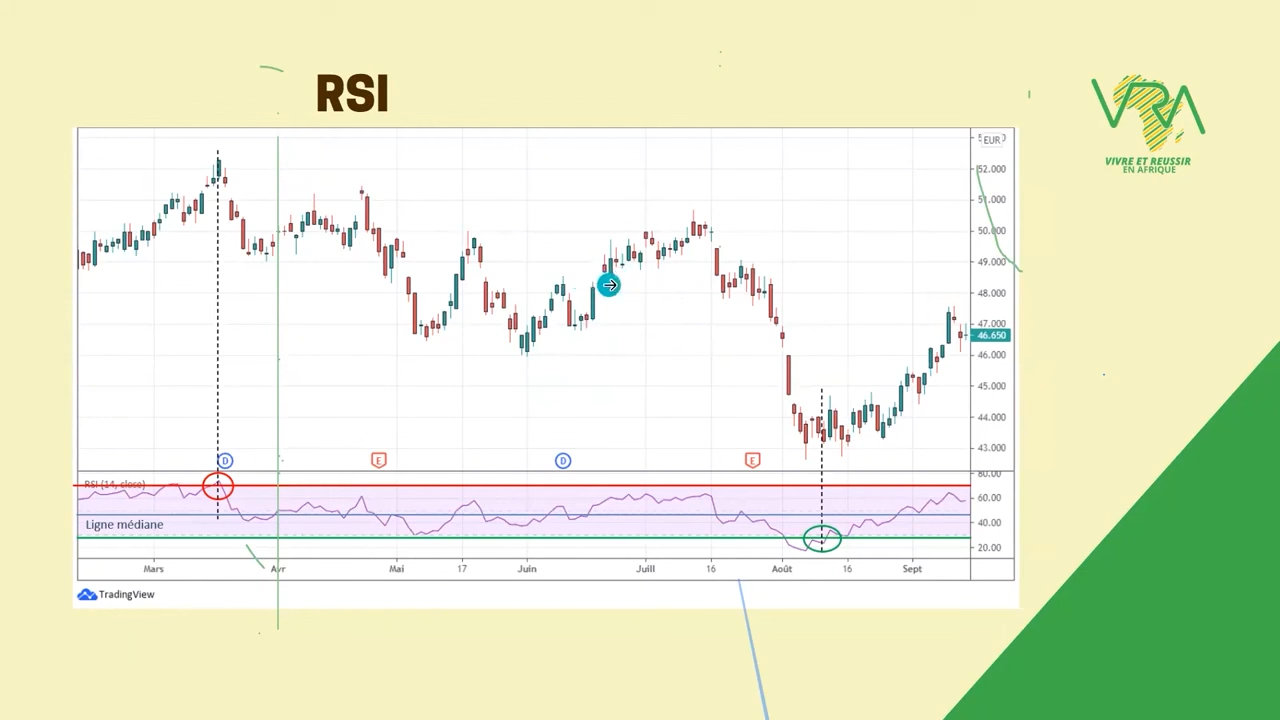 RSI
VRA
VIVRE ET REUSSIR
EN AFRIQUE
EUR
52.000
51.000
50.000
49.000
48.000
47.000
46.650
46.000
45.000
44.000
43.000
D
E
D
E
RSI (14, close)
80.00
60.00
Ligne médiane
40.00
20.00
Mars
Avr
Mai
17
Juin
Juill
16
Août
16
Sept
TradingView